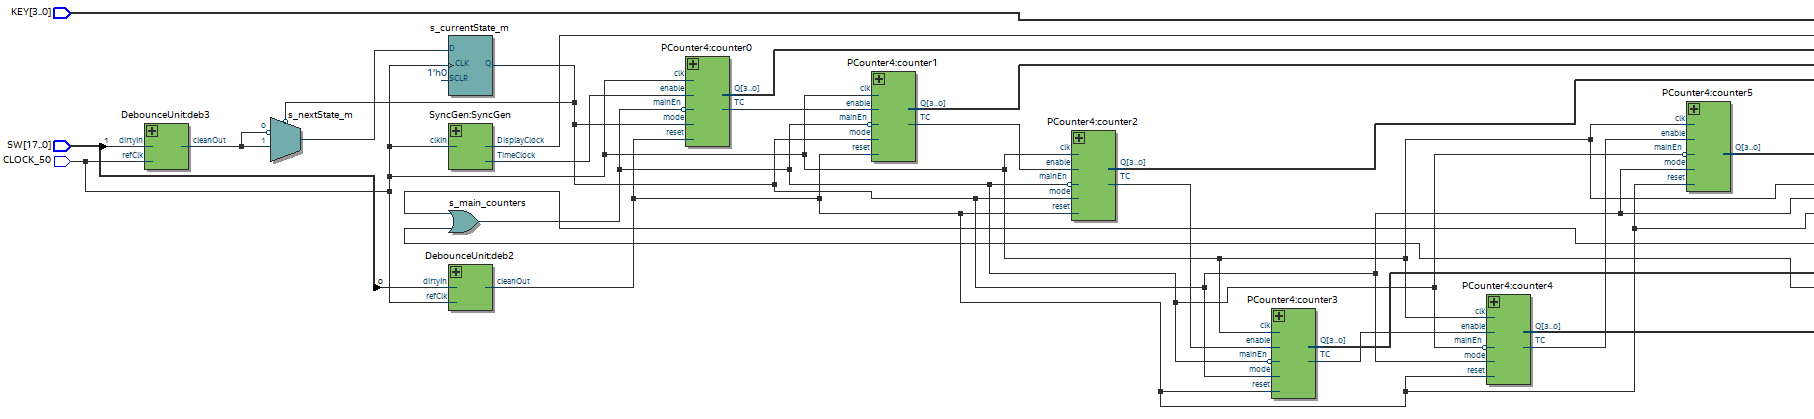 KEY[3..0]
SW[17..0]
CLOCK_50
DebounceUnit:deb3
1
dirtyIn
refClk
cleanOut
s_nextState_m
0
1
s_currentState_m
D
CLK
1'h0
SCLR
Q
SyncGen:SyncGen
clkIn
DisplayClock
TimeClock
s_main_counters
DebounceUnit:deb2
0
dirtyIn
refClk
cleanOut
PCounter4:counter0
clk
enable
mainEn
mode
reset
Q[3..0]
TC
PCounter4:counter1
clk
enable
mainEn
mode
reset
Q[3..0]
TC
PCounter4:counter2
clk
enable
mainEn
mode
reset
Q[3..0]
TC
PCounter4:counter3
clk
enable
mainEn
mode
reset
Q[3..0]
TC
PCounter4:counter4
clk
enable
mainEn
mode
reset
Q[3..0]
TC
PCounter4:counter5
clk
enable
mainEn
mode
reset
Q[3..0]